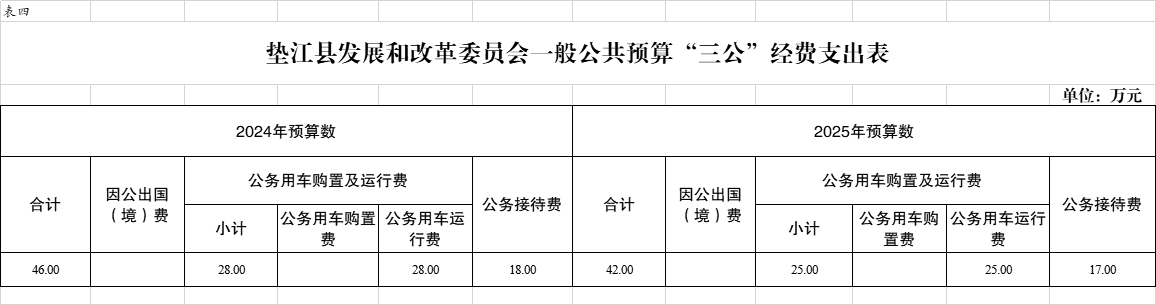 表四
垫江县发展和改革委员会一般公共预算“三公”经费支出表
单位：万元
2024年预算数 2025年预算数
合计 因公出国（境）费 公务用车购置及运行费 公务接待费 合计 因公出国（境）费 公务用车购置及运行费 公务接待费
小计 公务用车购置费 公务用车运行费 小计 公务用车购置费 公务用车运行费
46.00 28.00 28.00 18.00 42.00 25.00 25.00 17.00